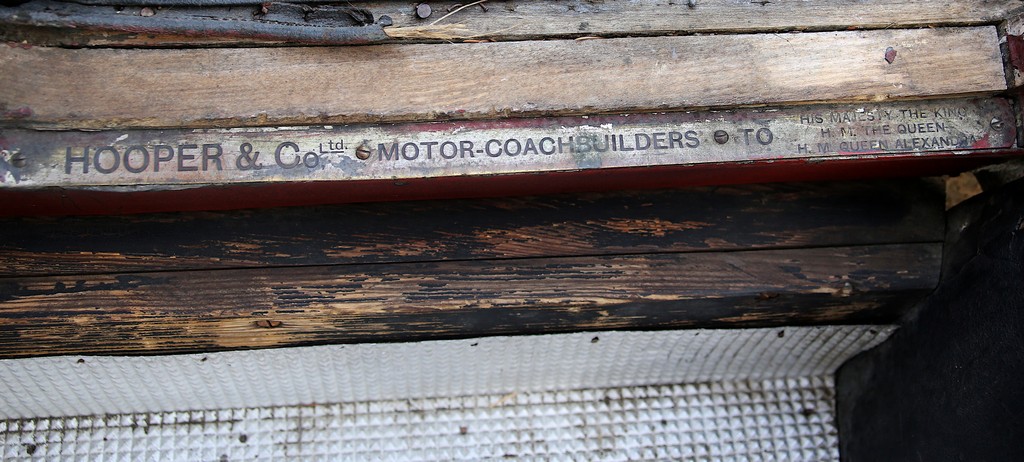 HOOPER & Co. Ltd. MOTOR-COACHBUILDERS TO
HIS MAJESTY THE KING
H. M. THE QUEEN
H. M. QUEEN ALEXANDRA